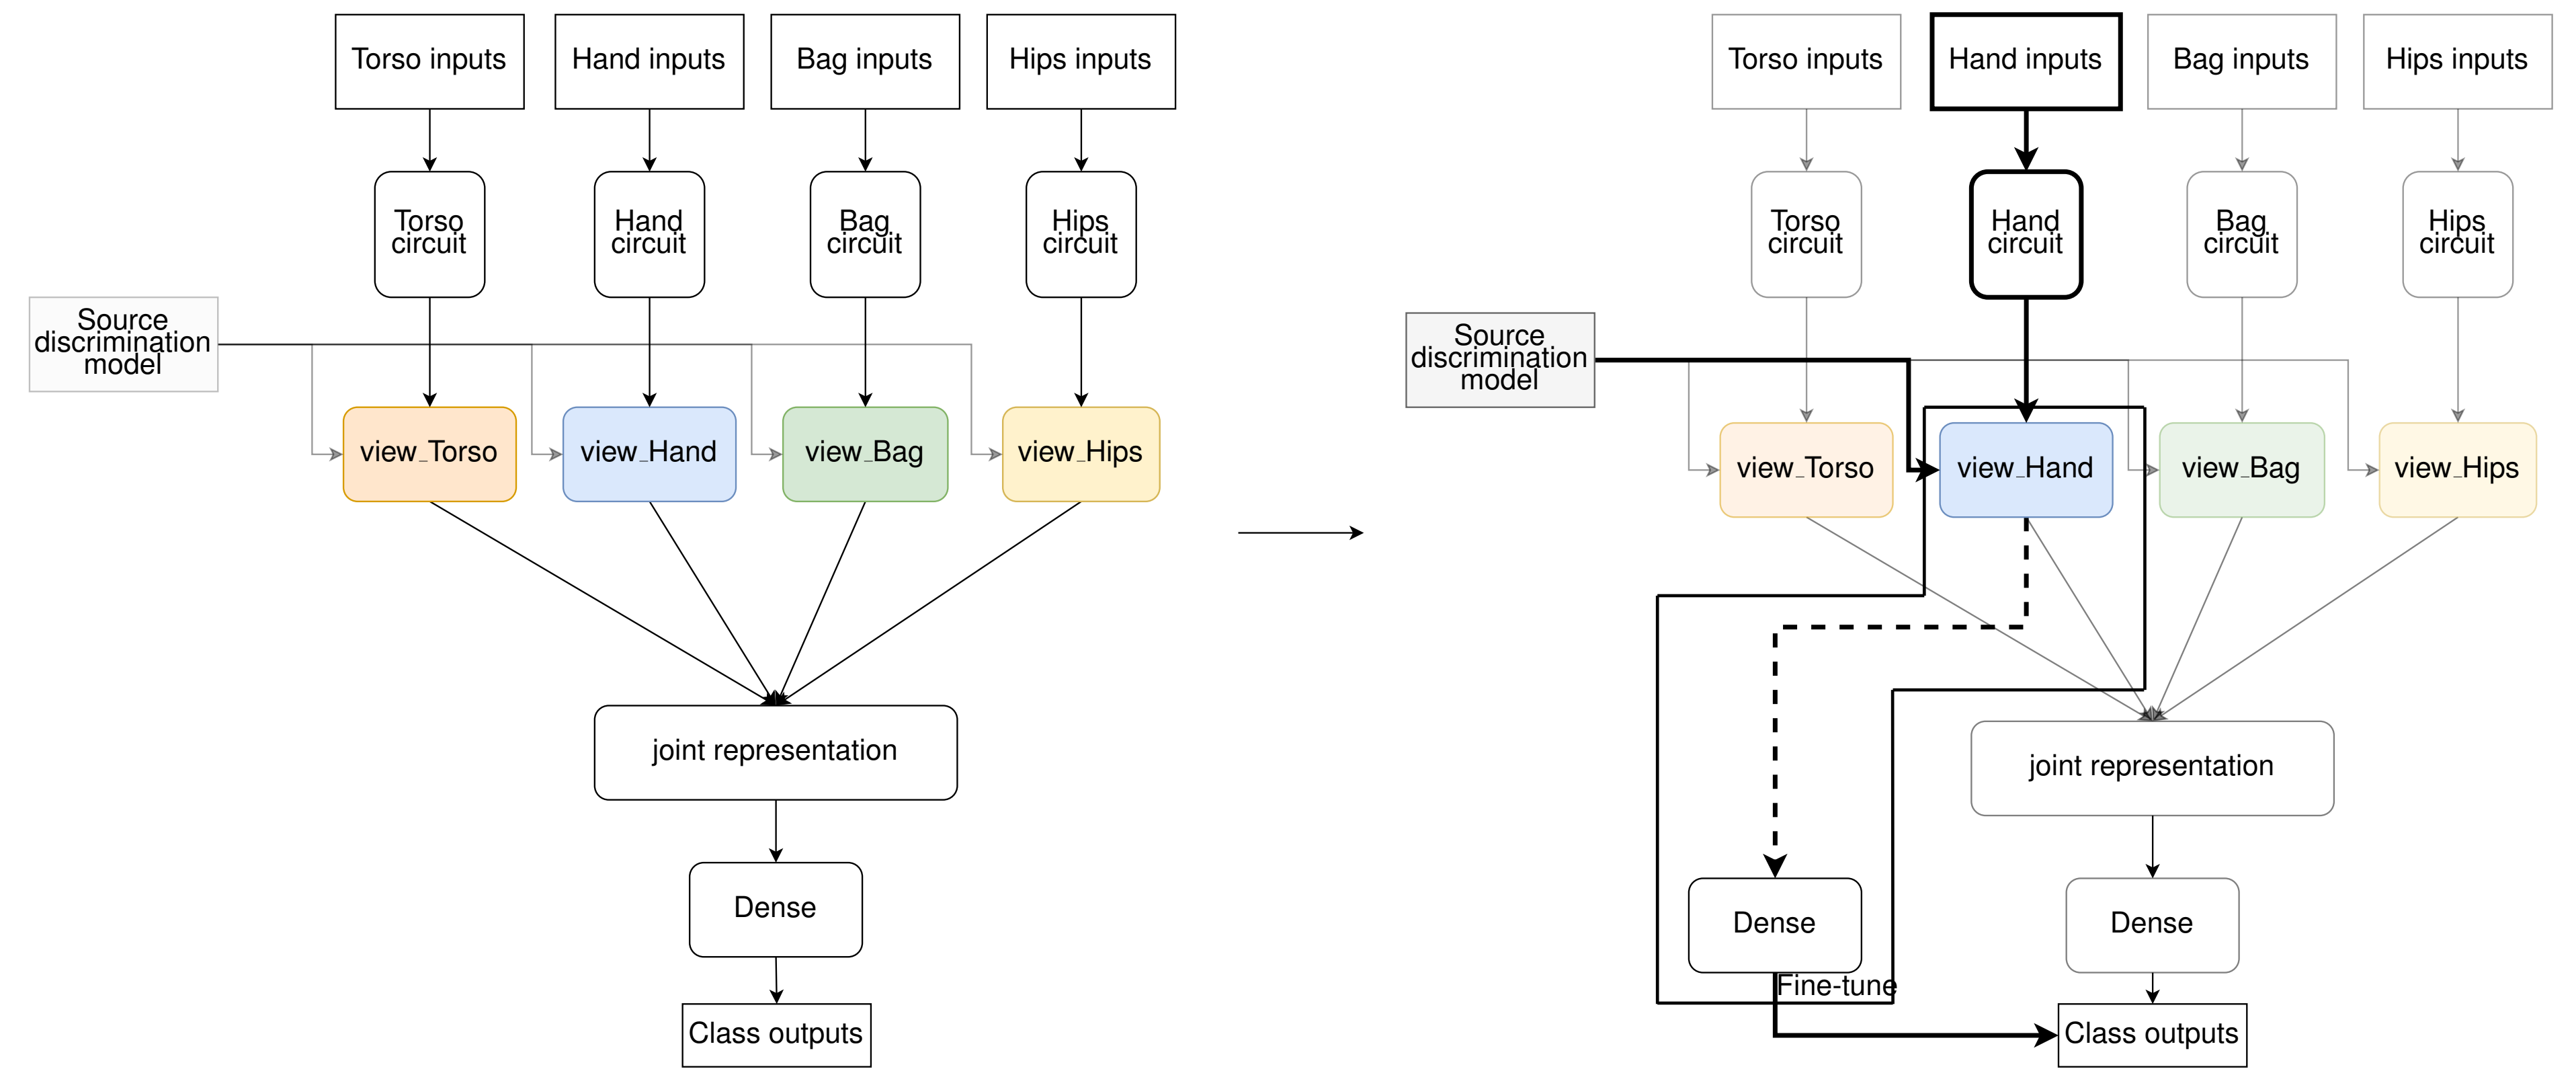 Torso inputs
Hand inputs
Bag inputs
Hips inputs
Torso
circuit
Hand
circuit
Bag
circuit
Hips
circuit
Source
discrimination
model
view_Torso
view_Hand
view_Bag
view_Hips
joint representation
Dense
Class outputs
Torso inputs
Hand inputs
Bag inputs
Hips inputs
Torso
circuit
Hand
circuit
Bag
circuit
Hips
circuit
Source
discrimination
model
view_Torso
view_Hand
view_Bag
view_Hips
joint representation
Dense
Dense
Fine-tune
Class outputs